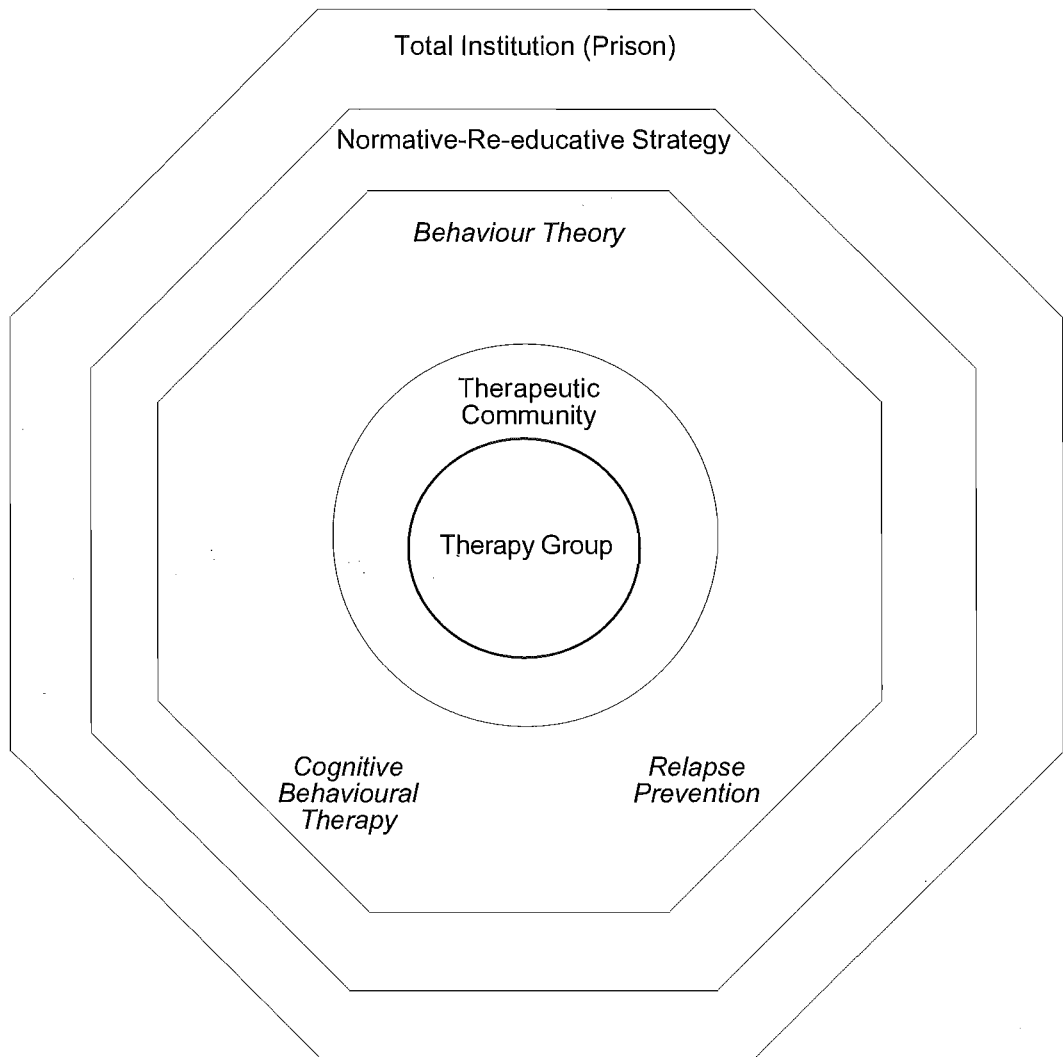 Total Institution (Prison)
Normative-Re-educative Strategy
Behaviour Theory
Therapeutic
Community
Therapy Group
Cognitive
Behavioural
Therapy
Relapse
Prevention